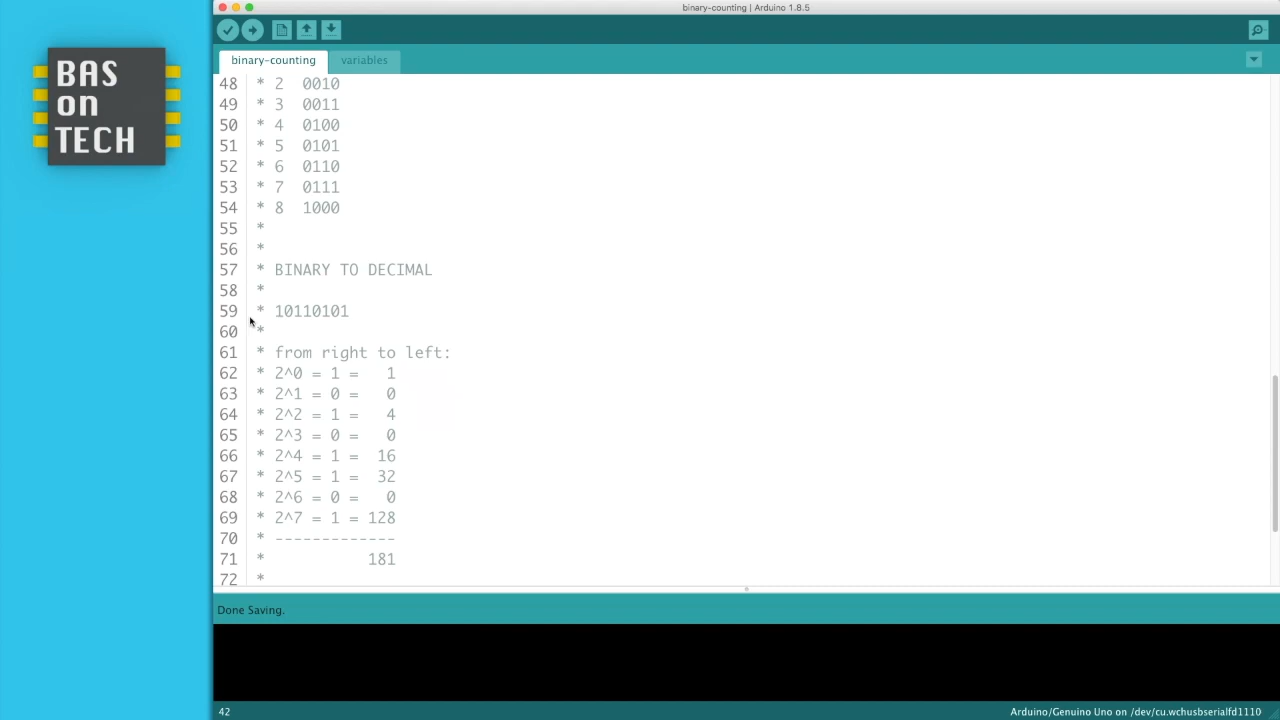 BAS
on
TECH
binary-counting | Arduino 1.8.5
binary-counting
variables
48 * 2 0010
49 * 3 0011
50 * 4 0100
51 * 5 0101
52 * 6 0110
53 * 7 0111
54 * 8 1000
55 *
56 *
57 * BINARY TO DECIMAL
58 *
59 * 10110101
60 *
61 * from right to left:
62 * 2^0 = 1 = 1
63 * 2^1 = 0 = 0
64 * 2^2 = 1 = 4
65 * 2^3 = 0 = 0
66 * 2^4 = 1 = 16
67 * 2^5 = 1 = 32
68 * 2^6 = 0 = 0
69 * 2^7 = 1 = 128
70 * -------------
71 * 181
72 *
Done Saving.
42
Arduino/Genuino Uno on /dev/cu.wchusbserialfd1110